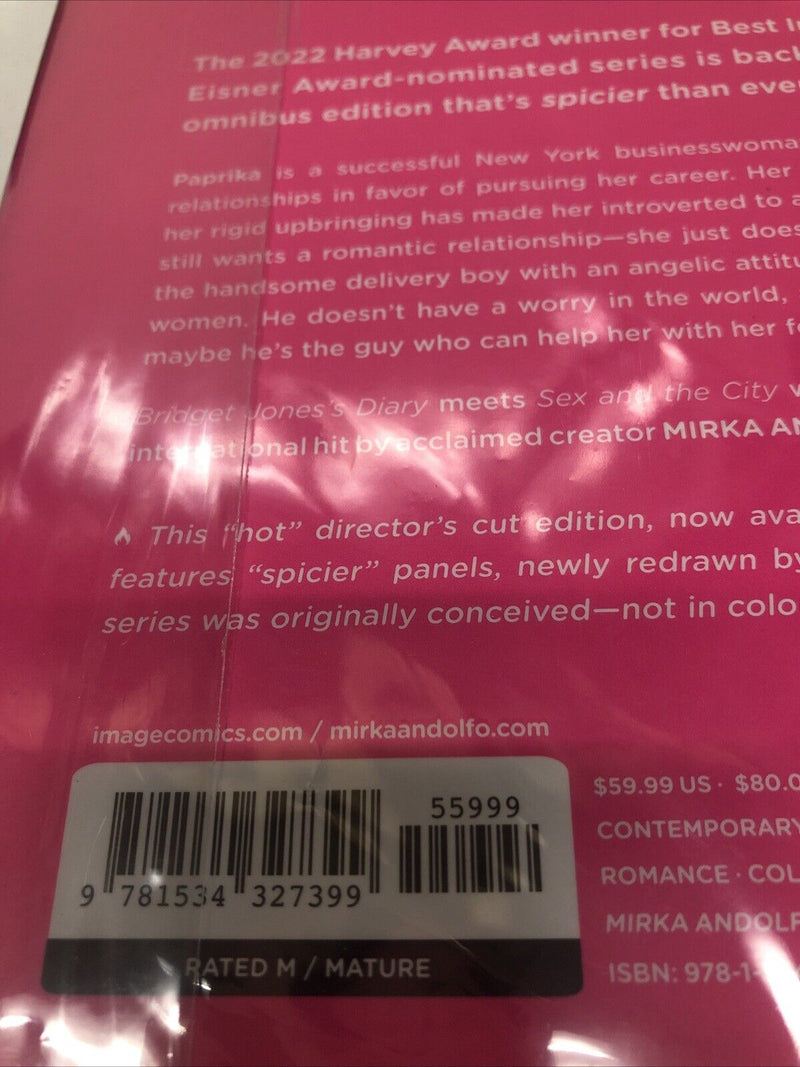 The 2022 Harvey Award winner for Best In
Eisner Award-nominated series is back
omnibus edition that's spicier than eve
Paprika is a successful New York businesswoma
relationships in favor of pursuing her career. Her
her rigid upbringing has made her introverted to a
still wants a romantic relationship—she just does
the handsome delivery boy with an angelic attitu
women. He doesn't have a worry in the world,
maybe he's the guy who can help her with her fe
Bridget Jones's Diary meets Sex and the City w
international hit by acclaimed creator MIRKA AN
This "hot" director's cut edition, now ava
features "spicier" panels, newly redrawn by
series was originally conceived—not in colo
imagecomics.com / mirkaandolfo.com
55999
9 781534 327399
RATED M / MATURE
$59.99 US · $80.0
CONTEMPORARY
ROMANCE · COL
MIRKA ANDOLF
ISBN: 978-1-